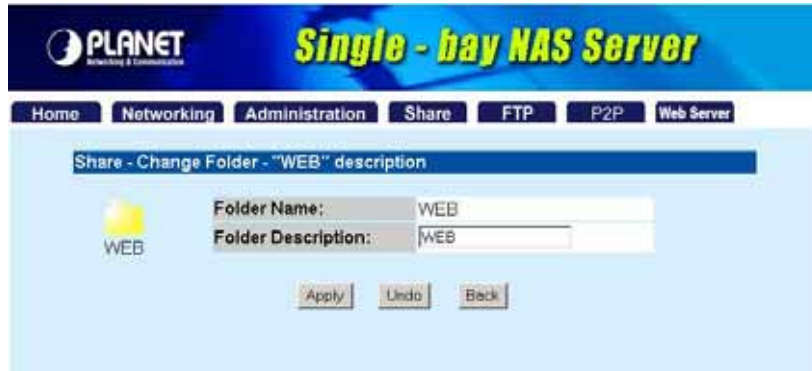 PLANET
Networking & Communication
Single - bay NAS Server
Home Networking Administration Share FTP P2P Web Server
Share - Change Folder - "WEB" description
WEB
Folder Name: WEB
Folder Description: WEB
Apply Undo Back